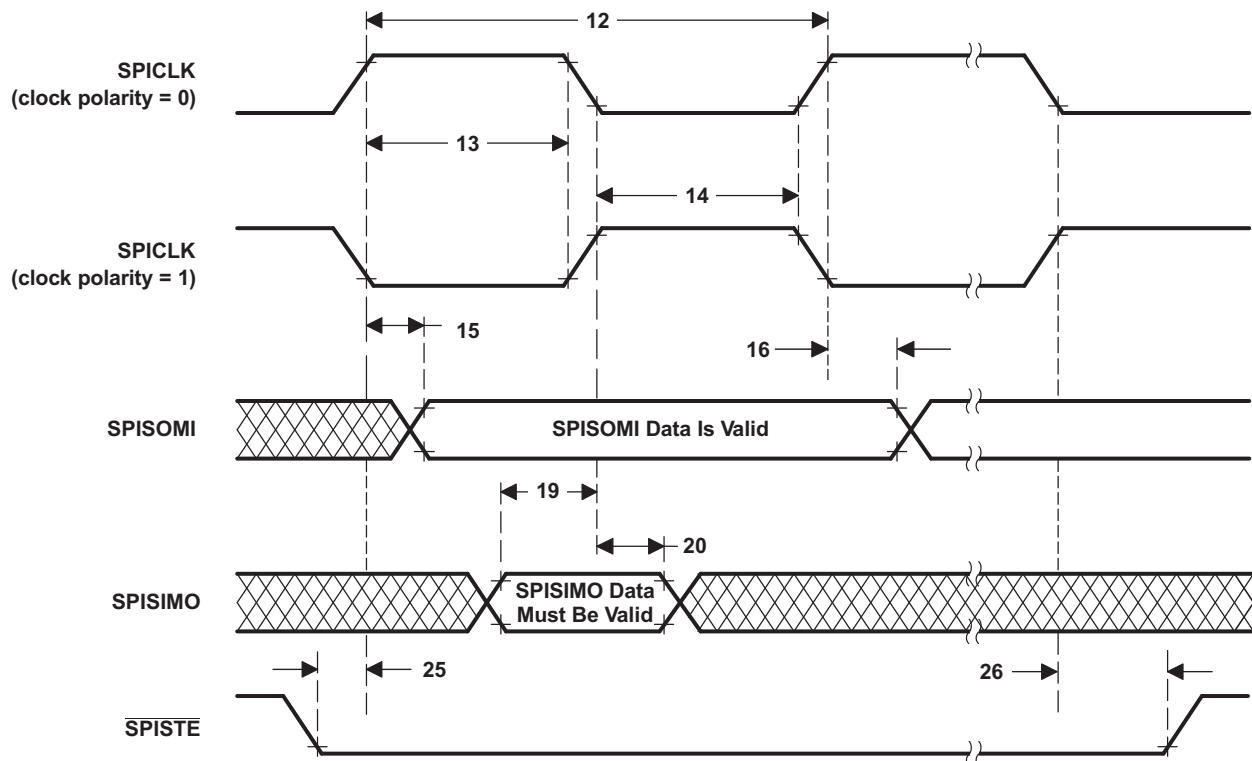 12
SPICLK
(clock polarity = 0)
13
14
SPICLK
(clock polarity = 1)
15
16
SPISOMI
SPISOMI Data Is Valid
19
20
SPISIMO
SPISIMO Data
Must Be Valid
25
26
SPISTE